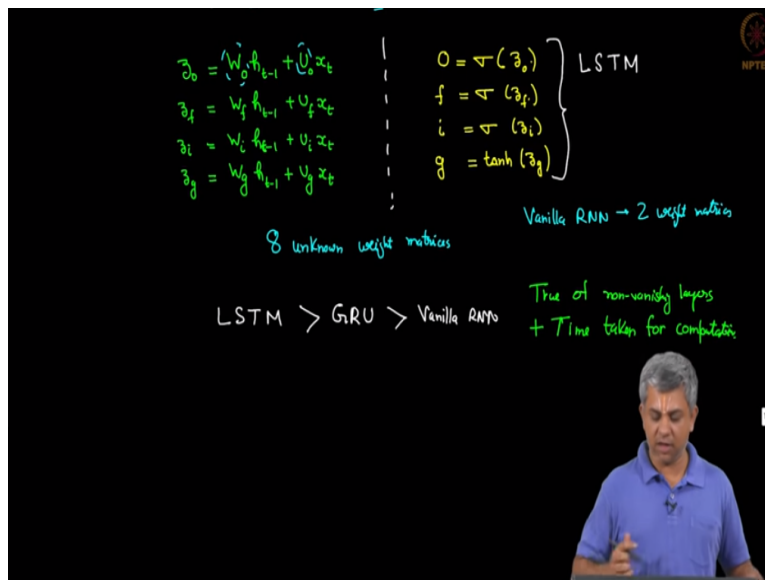 z_o = W_o h_{t-1} + U_o x_t
z_f = W_f h_{t-1} + U_f x_t
z_i = W_i h_{t-1} + U_i x_t
z_g = W_g h_{t-1} + U_g x_t
O = σ (z_o)
f = σ (z_f)
i = σ (z_i)
g = tanh (z_g)
LSTM
NPTE
Vanilla RNN → 2 weight matrices
8 unknown weight matrices
LSTM > GRU > Vanilla RNN
True of non-vanishing layers
+ Time taken for computation